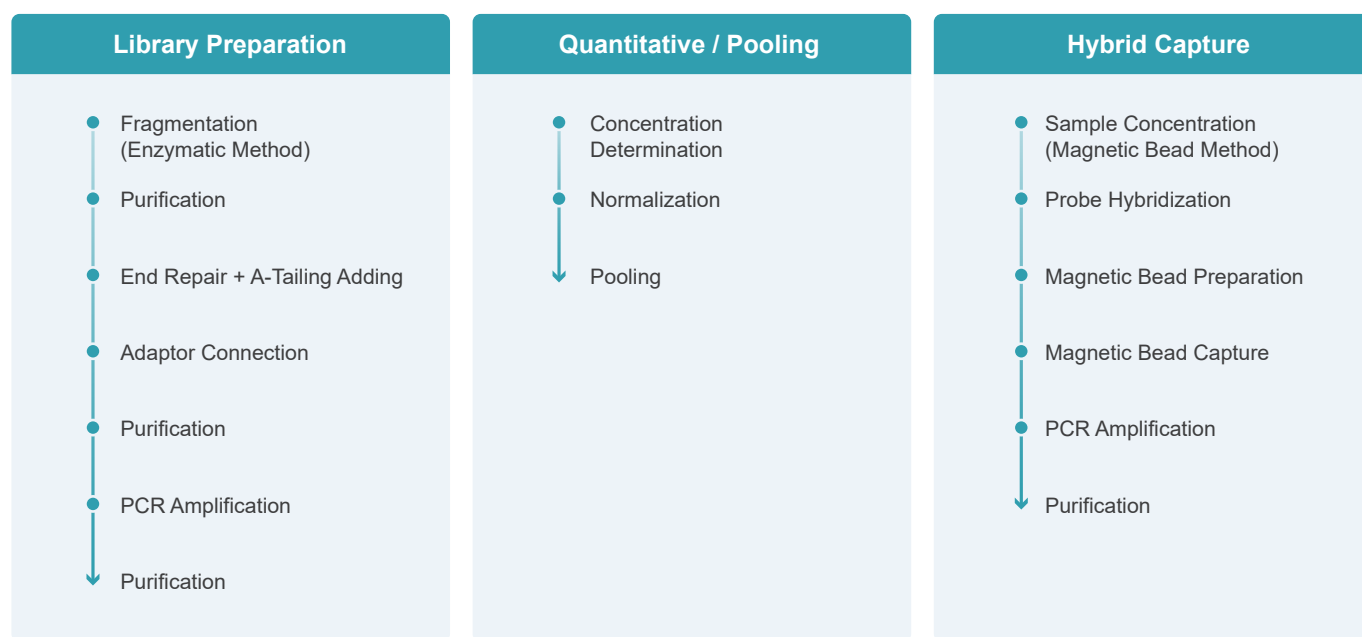 Library Preparation
Fragmentation
(Enzymatic Method)
Purification
End Repair + A-Tailing Adding
Adaptor Connection
Purification
PCR Amplification
Purification
Quantitative / Pooling
Concentration
Determination
Normalization
Pooling
Hybrid Capture
Sample Concentration
(Magnetic Bead Method)
Probe Hybridization
Magnetic Bead Preparation
Magnetic Bead Capture
PCR Amplification
Purification